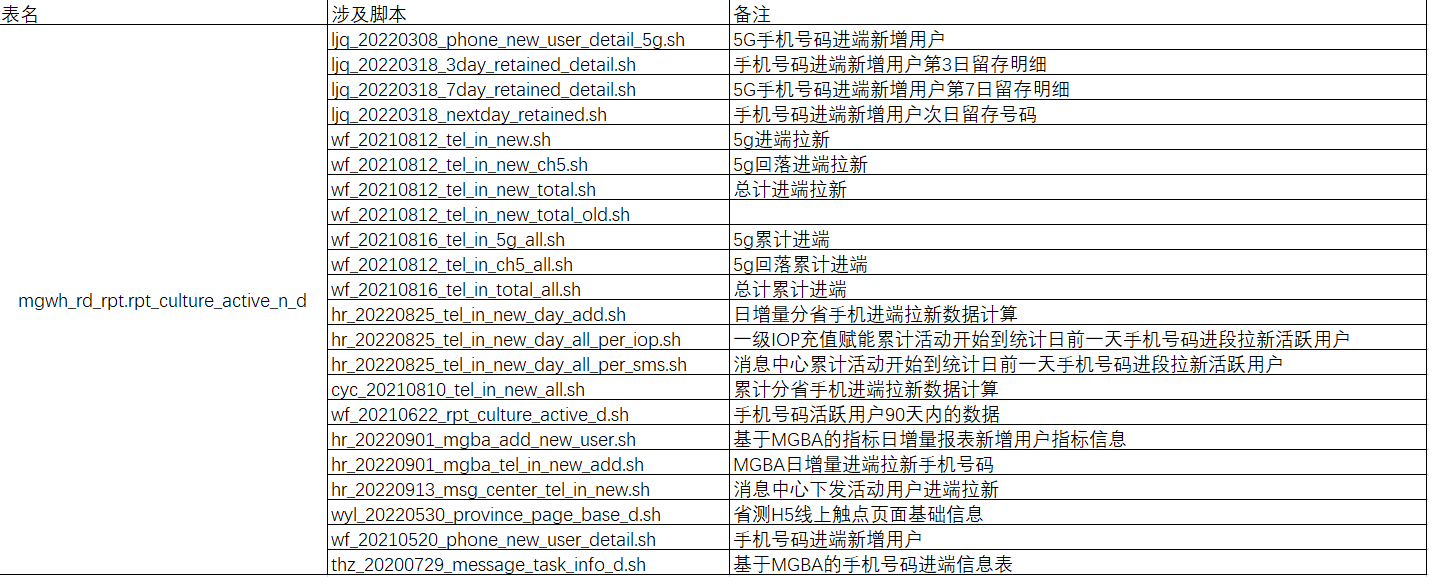 表名 涉及脚本 备注
ljq_20220308_phone_new_user_detail_5g.sh 5G手机号码进端新增用户
ljq_20220318_3day_retained_detail.sh 手机号码进端新增用户第3日留存明细
ljq_20220318_7day_retained_detail.sh 5G手机号码进端新增用户第7日留存明细
ljq_20220318_nextday_retained.sh 手机号码进端新增用户次日留存号码
wf_20210812_tel_in_new.sh 5g进端拉新
wf_20210812_tel_in_new_ch5.sh 5g回落进端拉新
wf_20210812_tel_in_new_total.sh 总计进端拉新
wf_20210812_tel_in_new_total_old.sh
wf_20210816_tel_in_5g_all.sh 5g累计进端
wf_20210812_tel_in_ch5_all.sh 5g回落累计进端
wf_20210816_tel_in_total_all.sh 总计累计进端
mgwh_rd_rpt.rpt_culture_active_n_d
hr_20220825_tel_in_new_day_add.sh 日增量分省手机进端拉新数据计算
hr_20220825_tel_in_new_day_all_per_iop.sh 一级IOP充值赋能累计活动开始到统计日前一天手机号码进段拉新活跃用户
hr_20220825_tel_in_new_day_all_per_sms.sh 消息中心累计活动开始到统计日前一天手机号码进段拉新活跃用户
cyc_20210810_tel_in_new_all.sh 累计分省手机进端拉新数据计算
wf_20210622_rpt_culture_active_d.sh 手机号码活跃用户90天内的数据
hr_20220901_mgba_add_new_user.sh 基于MGBA的指标日增量报表新增用户指标信息
hr_20220901_mgba_tel_in_new_add.sh MGBA日增量进端拉新手机号码
hr_20220913_msg_center_tel_in_new.sh 消息中心下发活动用户进端拉新
wyl_20220530_province_page_base_d.sh 省测H5线上触点页面基础信息
wf_20210520_phone_new_user_detail.sh 手机号码进端新增用户
thz_20200729_message_task_info_d.sh 基于MGBA的手机号码进端信息表